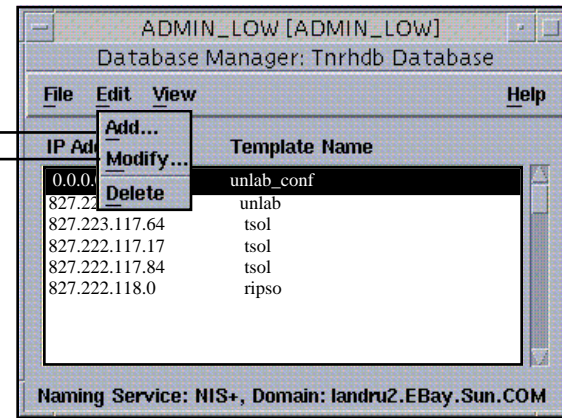 ADMIN_LOW [ADMIN_LOW]
Database Manager: Tnrhdb Database
File Edit View Help
Add...
Modify...
Delete
IP Ad Template Name
0.0.0. unlab_conf
827.22 unlab
827.223.117.64 tsol
827.222.117.17 tsol
827.222.117.84 tsol
827.222.118.0 ripso
Naming Service: NIS+, Domain: landru2.EBay.Sun.COM